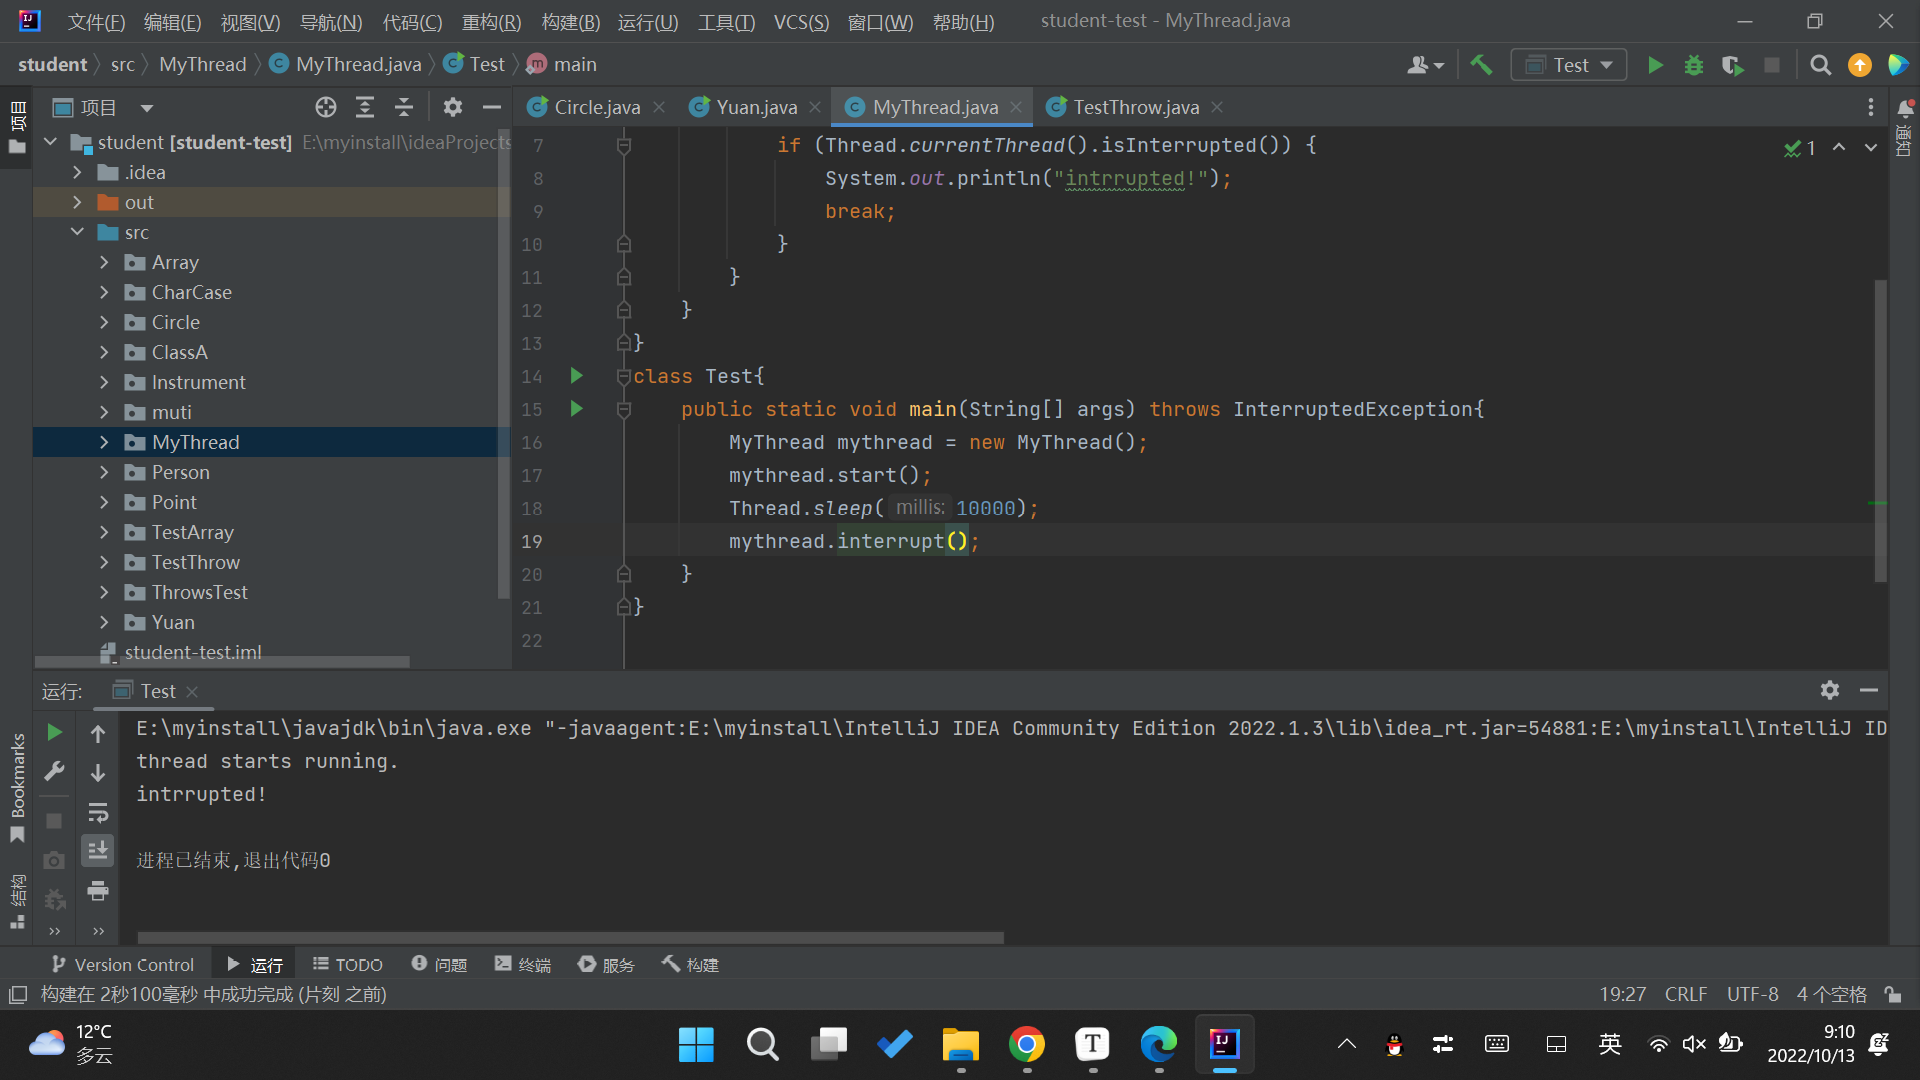 文件(F) 编辑(E) 视图(V) 导航(N) 代码(C) 重构(R) 构建(B) 运行(U) 工具(T) VCS(S) 窗口(W) 帮助(H) student-test - MyThread.java
student src MyThread MyThread.java Test main Test
项目
Circle.java Yuan.java MyThread.java TestThrow.java
项目
通知
student [student-test] E:\myinstall\ideaProjects
.idea
out
src
Array
CharCase
Circle
ClassA
Instrument
muti
MyThread
Person
Point
TestArray
TestThrow
ThrowsTest
Yuan
student-test.iml
7 if (Thread.currentThread().isInterrupted()) {
1
8 System.out.println("intrrupted!");
9 break;
10 }
11 }
12 }
13 }
14 class Test{
15 public static void main(String[] args) throws InterruptedException{
16 MyThread mythread = new MyThread();
17 mythread.start();
18 Thread.sleep( millis: 10000);
19 mythread.interrupt();
20 }
21 }
22
运行: Test
E:\myinstall\javajdk\bin\java.exe "-javaagent:E:\myinstall\IntelliJ IDEA Community Edition 2022.1.3\lib\idea_rt.jar=54881:E:\myinstall\IntelliJ ID
thread starts running.
intrrupted!
进程已结束,退出代码0
Bookmarks
结构
Version Control 运行 TODO 问题 终端 服务 构建
构建在 2秒100毫秒 中成功完成 (片刻 之前) 19:27 CRLF UTF-8 4 个空格
12°C
多云
英
9:10
2022/10/13